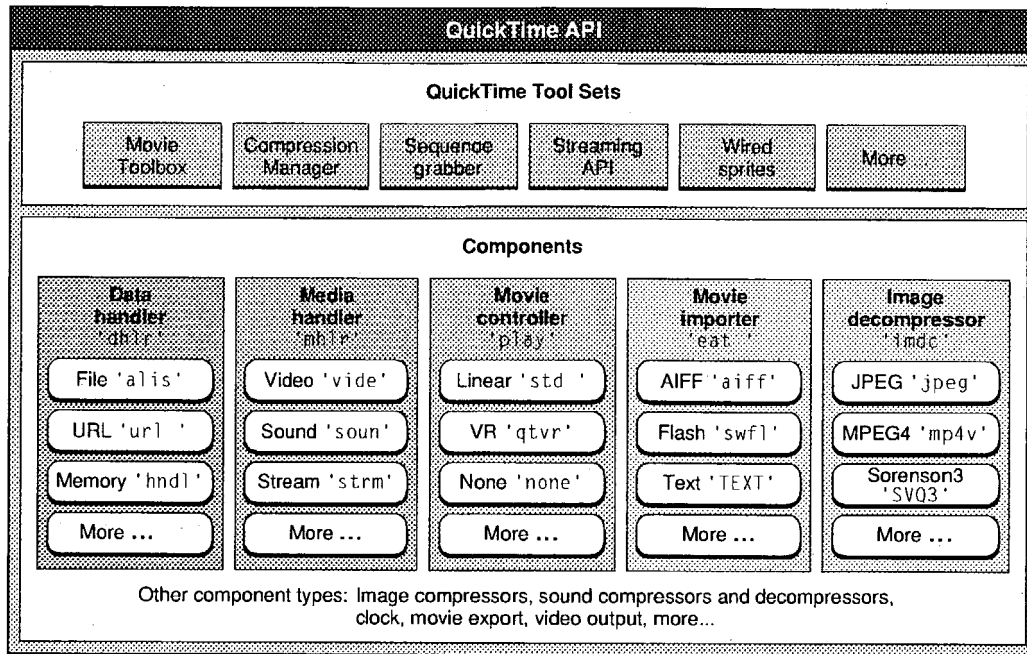 QuickTime API
QuickTime Tool Sets
Movie
Toolbox
Compression
Manager
Sequence
grabber
Streaming
API
Wired
sprites
More
Components
Data
handler
'dhlr'
File 'alis'
URL 'url '
Memory 'hndl'
More ...
Media
handler
'mhlr'
Video 'vide'
Sound 'soun'
Stream 'strm'
More ...
Movie
controller
'play'
Linear 'std '
VR 'qtvr'
None 'none'
More ...
Movie
importer
'eat '
AIFF 'aiff'
Flash 'swfl'
Text 'TEXT'
More ...
Image
decompressor
'imdc'
JPEG 'jpeg'
MPEG4 'mp4v'
Sorenson3
'SVQ3'
More ...
Other component types: Image compressors, sound compressors and decompressors,
clock, movie export, video output, more...